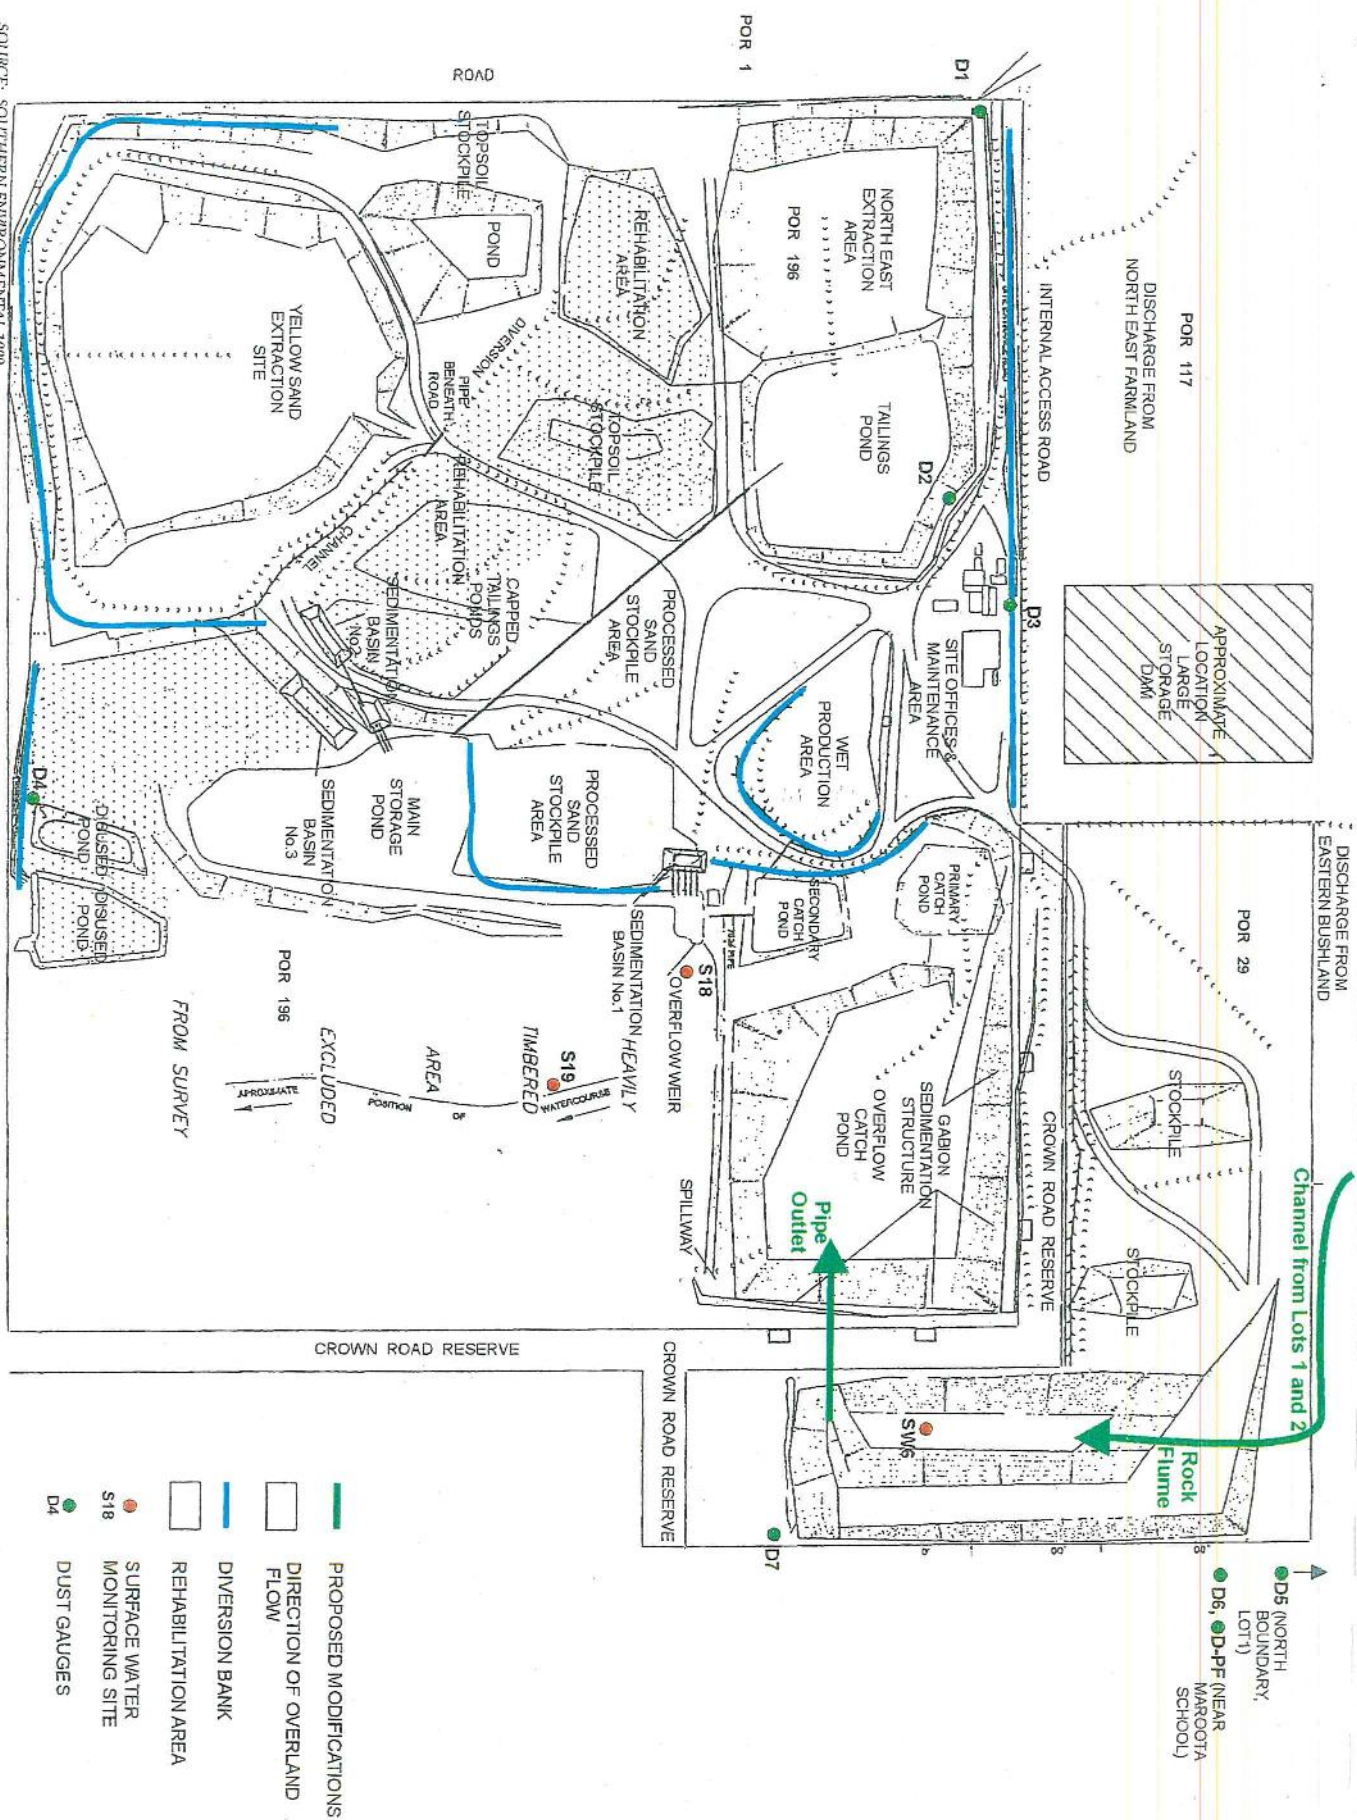 DISCHARGE FROM
EASTERN BUSHLAND
POR 117
DISCHARGE FROM
NORTH EAST FARMLAND
INTERNAL ACCESS ROAD
APPROXIMATE
LOCATION
LARGE
STORAGE
DAM
POR 29
STOCKPILE
STOCKPILE
Channel from Lots 1 and 2
Rock
Flume
CROWN ROAD RESERVE
D1
POR 1
ROAD
NORTH EAST
EXTRACTION
AREA
POR 196
TAILINGS
POND
D2
D3
SITE OFFICES &
MAINTENANCE
AREA
WET
PRODUCTION
AREA
PRIMARY
CATCH
POND
SECONDARY
CATCH
POND
GABION
SEDIMENTATION
STRUCTURE
OVERFLOW
CATCH
POND
Pipe
Outlet
SW6
SPILLWAY
TOPSOIL
STOCKPILE
POND
REHABILITATION
AREA
DIVERSION
TOPSOIL
STOCKPILE
PIPE
BENEATH
ROAD
REHABILITATION
AREA
CHANNEL
CAPPED
TAILINGS
PONDS
SEDIMENTATION
BASIN
No.2
PROCESSED
SAND
STOCKPILE
AREA
PROCESSED
SAND
STOCKPILE
AREA
MAIN
STORAGE
POND
SEDIMENTATION
BASIN
No.3
SEDIMENTATION
BASIN No.1
S18
OVERFLOW WEIR
HEAVILY
TIMBERED
AREA
EXCLUDED
FROM SURVEY
S19
WATERCOURSE
OF
POSITION
APROXIMATE
POR 196
YELLOW SAND
EXTRACTION
SITE
D4
DISUSED
POND
DISUSED
POND
CROWN ROAD RESERVE
CROWN ROAD RESERVE
D7
D5 (NORTH
BOUNDARY,
LOT1)
D6, D-PF (NEAR
MAROOTA
SCHOOL)
PROPOSED MODIFICATIONS
DIRECTION OF OVERLAND
FLOW
DIVERSION BANK
REHABILITATION AREA
S18
SURFACE WATER
MONITORING SITE
D4
DUST GAUGES